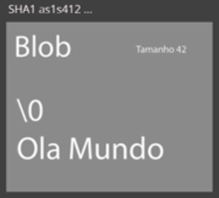 SHA1 as1s412 ...
Blob
Tamanho 42
\0
Ola Mundo